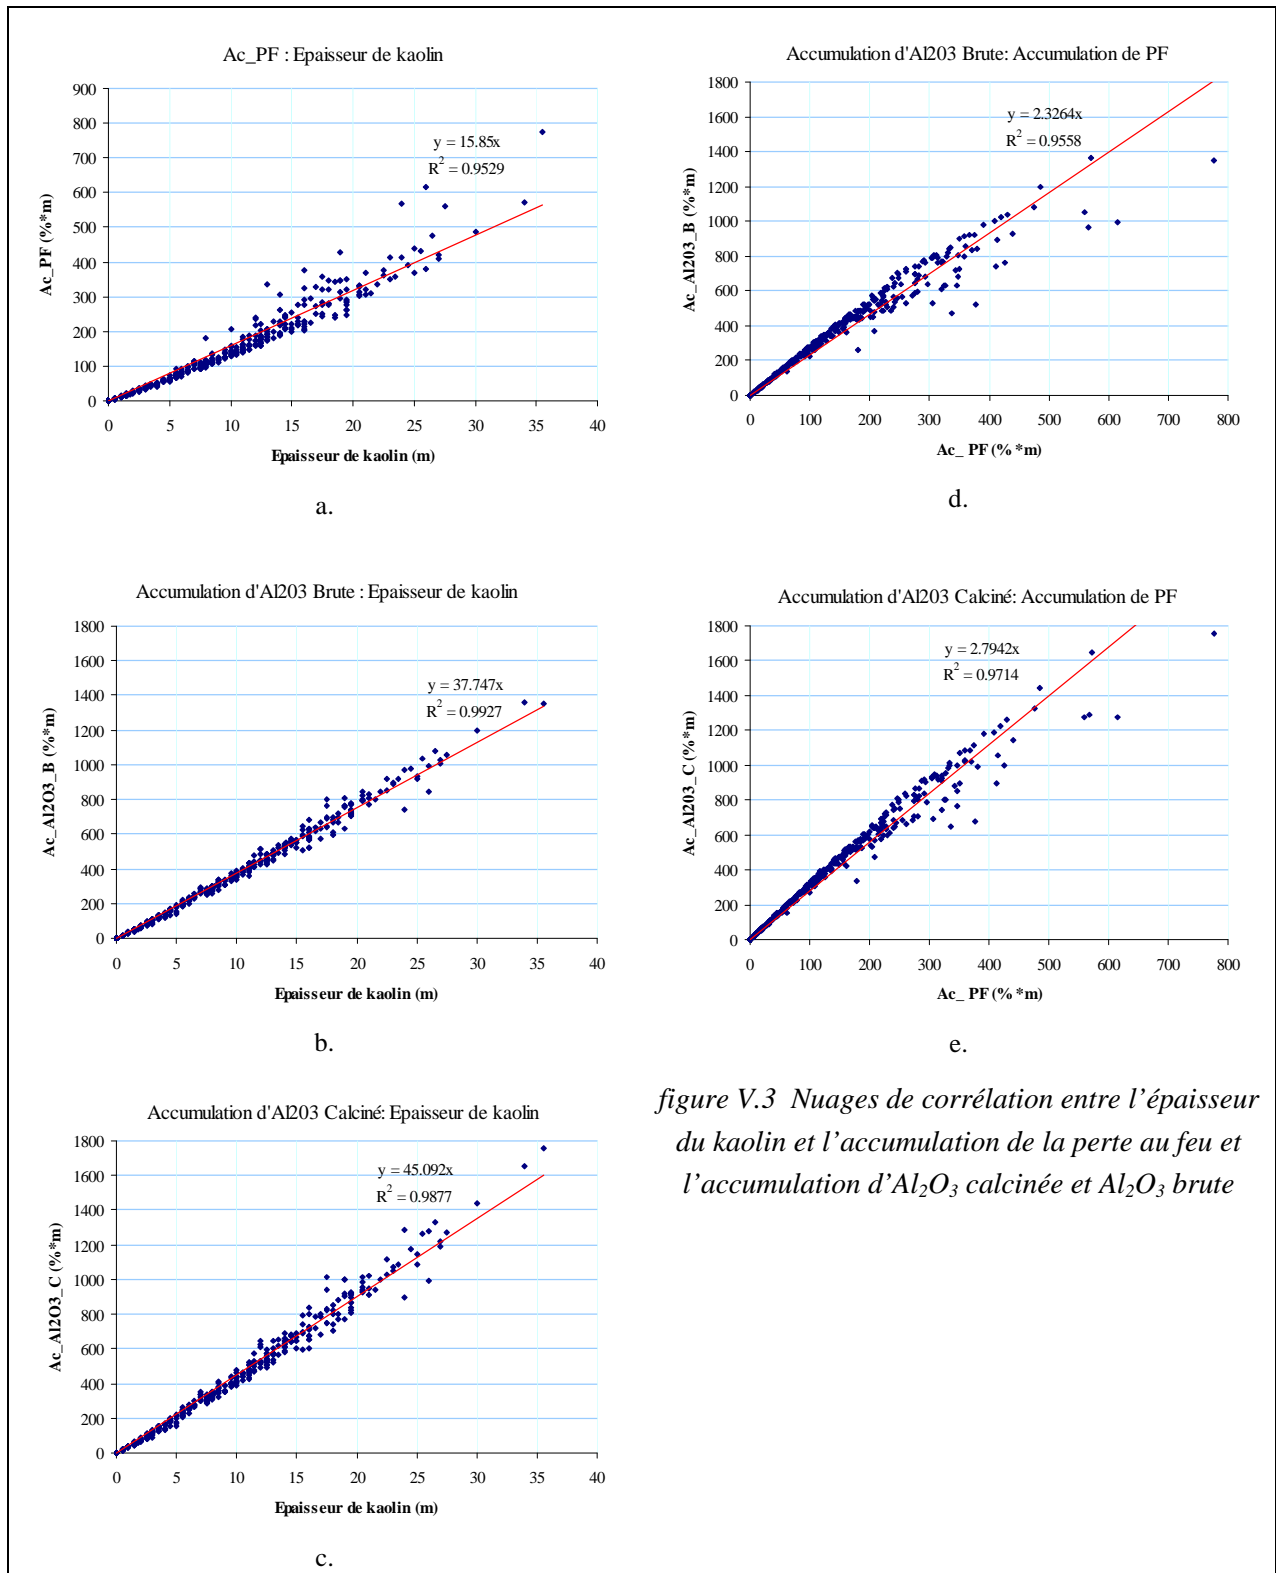 Ac_PF : Epaisseur de kaolin
900
800
700
600
500
400
300
200
100
0
Ac_PF (%*m)
y = 15.85x
R² = 0.9529
0 5 10 15 20 25 30 35 40
Epaisseur de kaolin (m)
a.
Accumulation d'Al203 Brute: Accumulation de PF
1800
1600
1400
1200
1000
800
600
400
200
0
Ac_Al203_B (%*m)
y = 2.3264x
R² = 0.9558
0 100 200 300 400 500 600 700 800
Ac_ PF (% *m)
d.
Accumulation d'Al203 Brute : Epaisseur de kaolin
1800
1600
1400
1200
1000
800
600
400
200
0
Ac_Al2O3_B (%*m)
y = 37.747x
R² = 0.9927
0 5 10 15 20 25 30 35 40
Epaisseur de kaolin (m)
b.
Accumulation d'Al203 Calciné: Accumulation de PF
1800
1600
1400
1200
1000
800
600
400
200
0
Ac_Al203_C (%*m)
y = 2.7942x
R² = 0.9714
0 100 200 300 400 500 600 700 800
Ac_ PF (% *m)
e.
Accumulation d'Al203 Calciné: Epaisseur de kaolin
1800
1600
1400
1200
1000
800
600
400
200
0
Ac_Al2O3_C (%*m)
y = 45.092x
R² = 0.9877
0 5 10 15 20 25 30 35 40
Epaisseur de kaolin (m)
c.
figure V.3 Nuages de corrélation entre l’épaisseur
du kaolin et l’accumulation de la perte au feu et
l’accumulation d’Al₂O₃ calcinée et Al₂O₃ brute